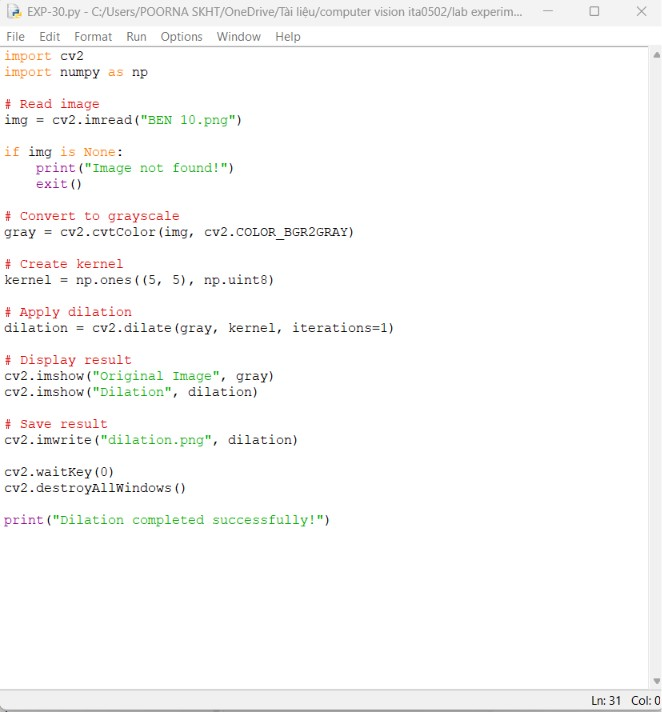 EXP-30.py - C:/Users/POORNA SKHT/OneDrive/Tài liệu/computer vision ita0502/lab experim...
File Edit Format Run Options Window Help
import cv2
import numpy as np

# Read image
img = cv2.imread("BEN 10.png")

if img is None:
    print("Image not found!")
    exit()

# Convert to grayscale
gray = cv2.cvtColor(img, cv2.COLOR_BGR2GRAY)

# Create kernel
kernel = np.ones((5, 5), np.uint8)

# Apply dilation
dilation = cv2.dilate(gray, kernel, iterations=1)

# Display result
cv2.imshow("Original Image", gray)
cv2.imshow("Dilation", dilation)

# Save result
cv2.imwrite("dilation.png", dilation)

cv2.waitKey(0)
cv2.destroyAllWindows()

print("Dilation completed successfully!")
Ln: 31 Col: 0